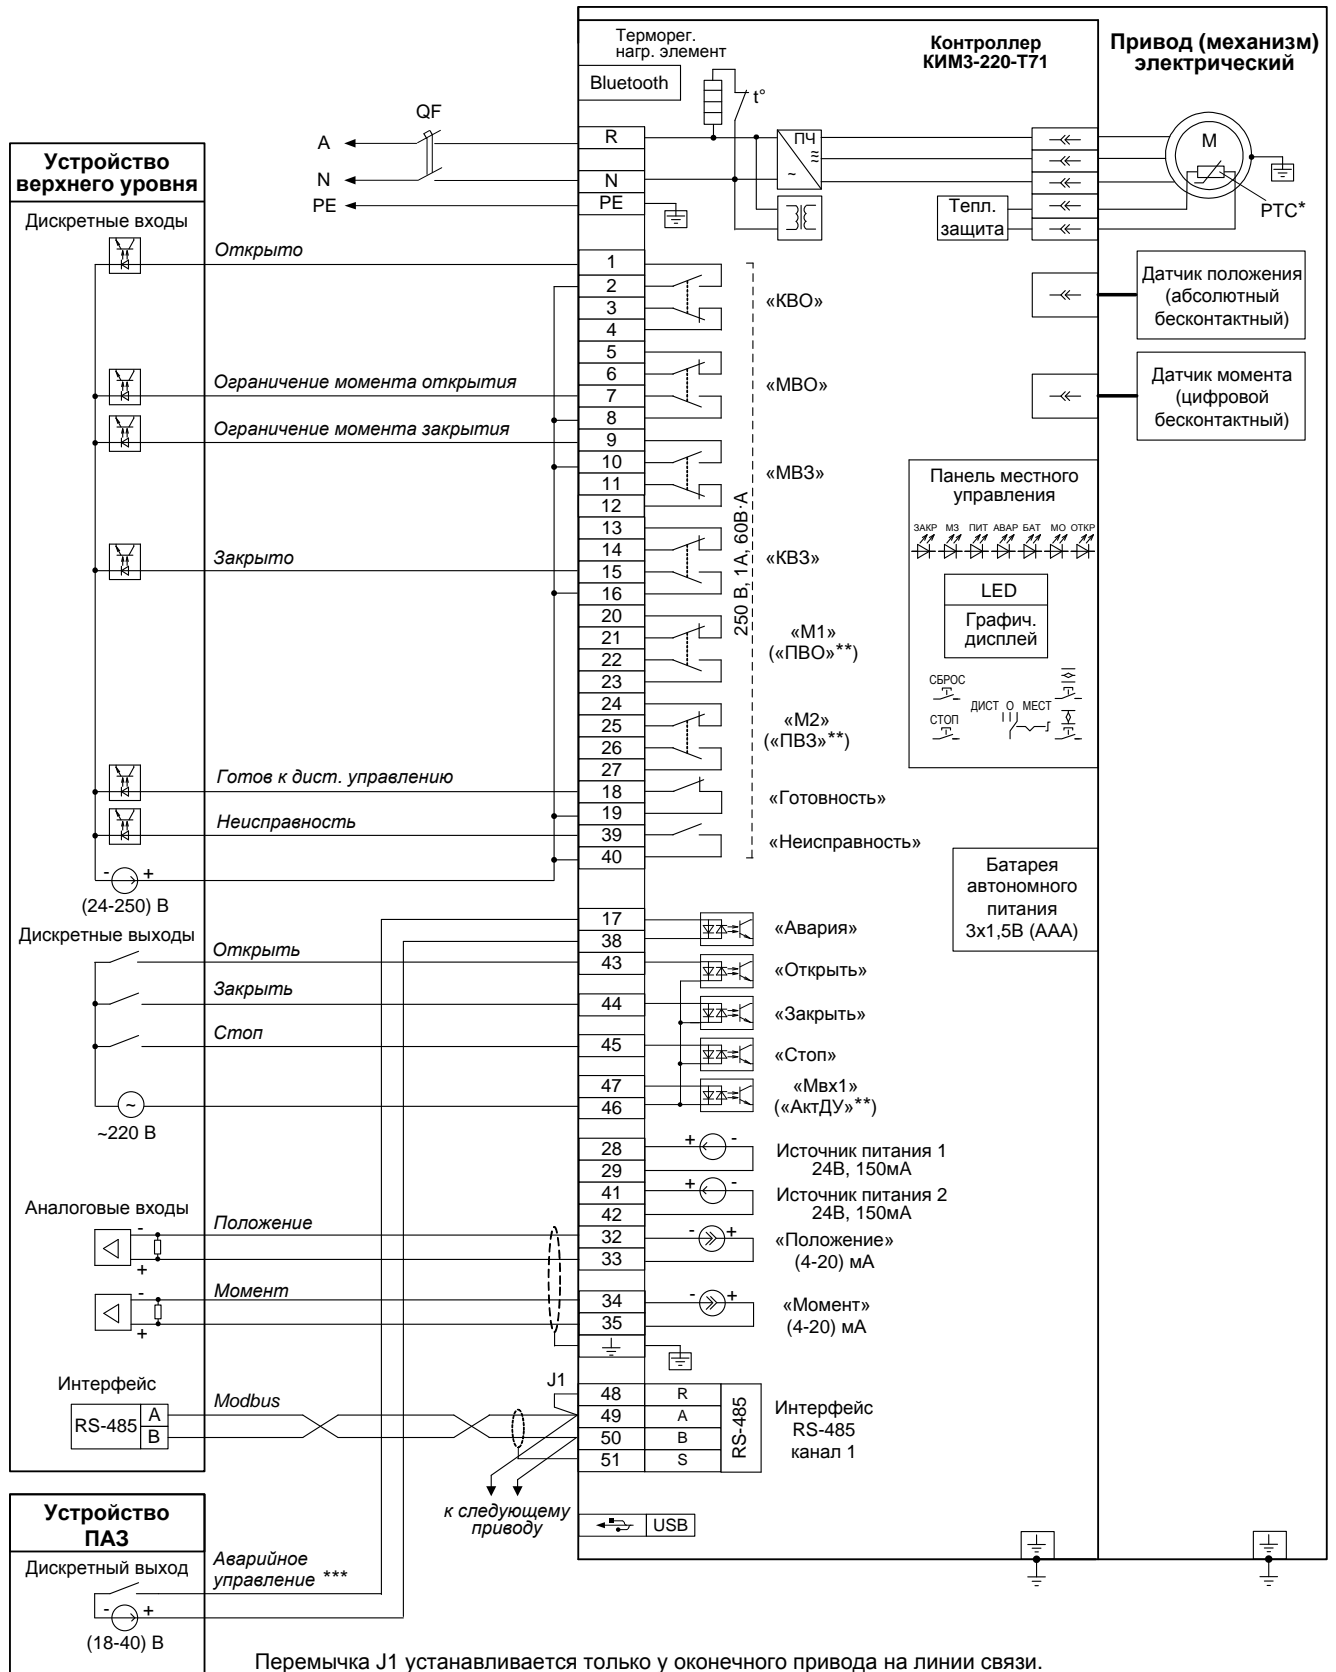 Терморег.
нагр. элемент
Bluetooth
t°
Контроллер
КИМ3-220-Т71
Привод (механизм)
электрический
QF
A
N
PE
R
N
PE
ПЧ
≈
~
M
PTC*
Тепл.
защита
Устройство
верхнего уровня
Дискретные входы
Открыто
1
2
3
4
«КВО»
Датчик положения
(абсолютный
бесконтактный)
Ограничение момента открытия
5
6
7
8
«МВО»
Датчик момента
(цифровой
бесконтактный)
Ограничение момента закрытия
9
10
11
12
«МВЗ»
Закрыто
13
14
15
16
«КВЗ»
250 В, 1А, 60В·А
20
21
22
23
«М1»
(«ПВО»**)
24
25
26
27
«М2»
(«ПВЗ»**)
Готов к дист. управлению
18
19
«Готовность»
Неисправность
39
40
«Неисправность»
Панель местного
управления
ЗАКР МЗ ПИТ АВАР БАТ МО ОТКР
LED
Графич.
дисплей
СБРОС
ДИСТ О МЕСТ
СТОП
Батарея
автономного
питания
3х1,5В (ААА)
- +
(24-250) В
Дискретные выходы
17
38
«Авария»
Открыть
43
«Открыть»
Закрыть
44
«Закрыть»
Стоп
45
«Стоп»
~
~220 В
47
46
«Мвх1»
(«АктДУ»**)
28
29
+ -
Источник питания 1
24В, 150мА
41
42
+ -
Источник питания 2
24В, 150мА
Аналоговые входы
Положение
-
+
32
33
- +
«Положение»
(4-20) мА
Момент
-
+
34
35
- +
«Момент»
(4-20) мА
Интерфейс
RS-485
A
B
Modbus
J1
48 R
49 A
50 B
51 S
RS-485
Интерфейс
RS-485
канал 1
к следующему
приводу
USB
Устройство
ПАЗ
Дискретный выход
Аварийное
управление ***
- +
(18-40) В
Перемычка J1 устанавливается только у оконечного привода на линии связи.